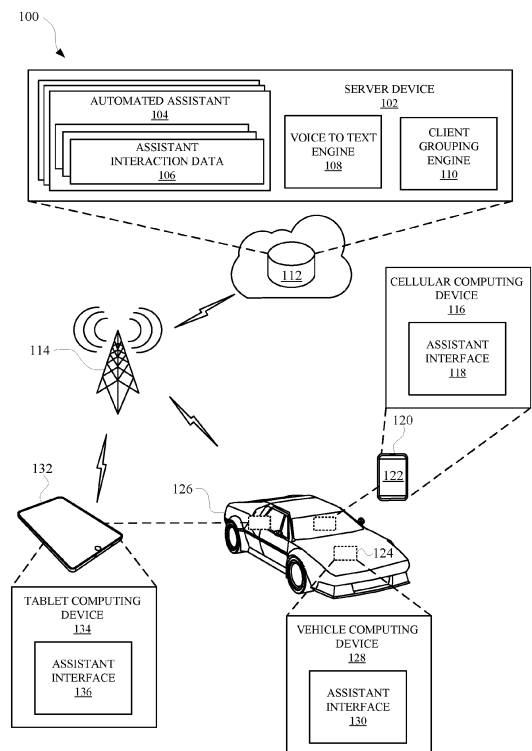 100
SERVER DEVICE
102
AUTOMATED ASSISTANT
104
ASSISTANT
INTERACTION DATA
106
VOICE TO TEXT
ENGINE
108
CLIENT
GROUPING
ENGINE
110
112
114
CELLULAR COMPUTING
DEVICE
116
ASSISTANT
INTERFACE
118
120
122
132
126
124
TABLET COMPUTING
DEVICE
134
ASSISTANT
INTERFACE
136
VEHICLE COMPUTING
DEVICE
128
ASSISTANT
INTERFACE
130